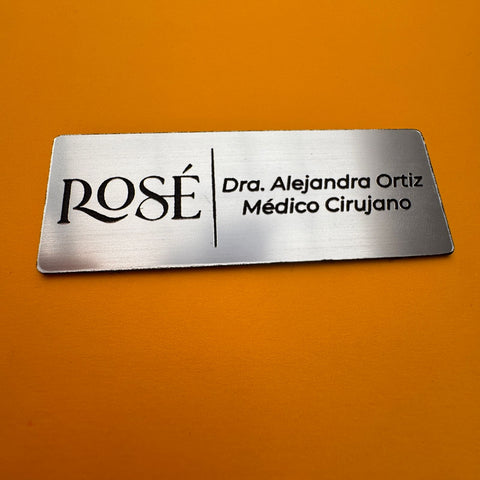 ROSÉ
Dra. Alejandra Ortiz
Médico Cirujano